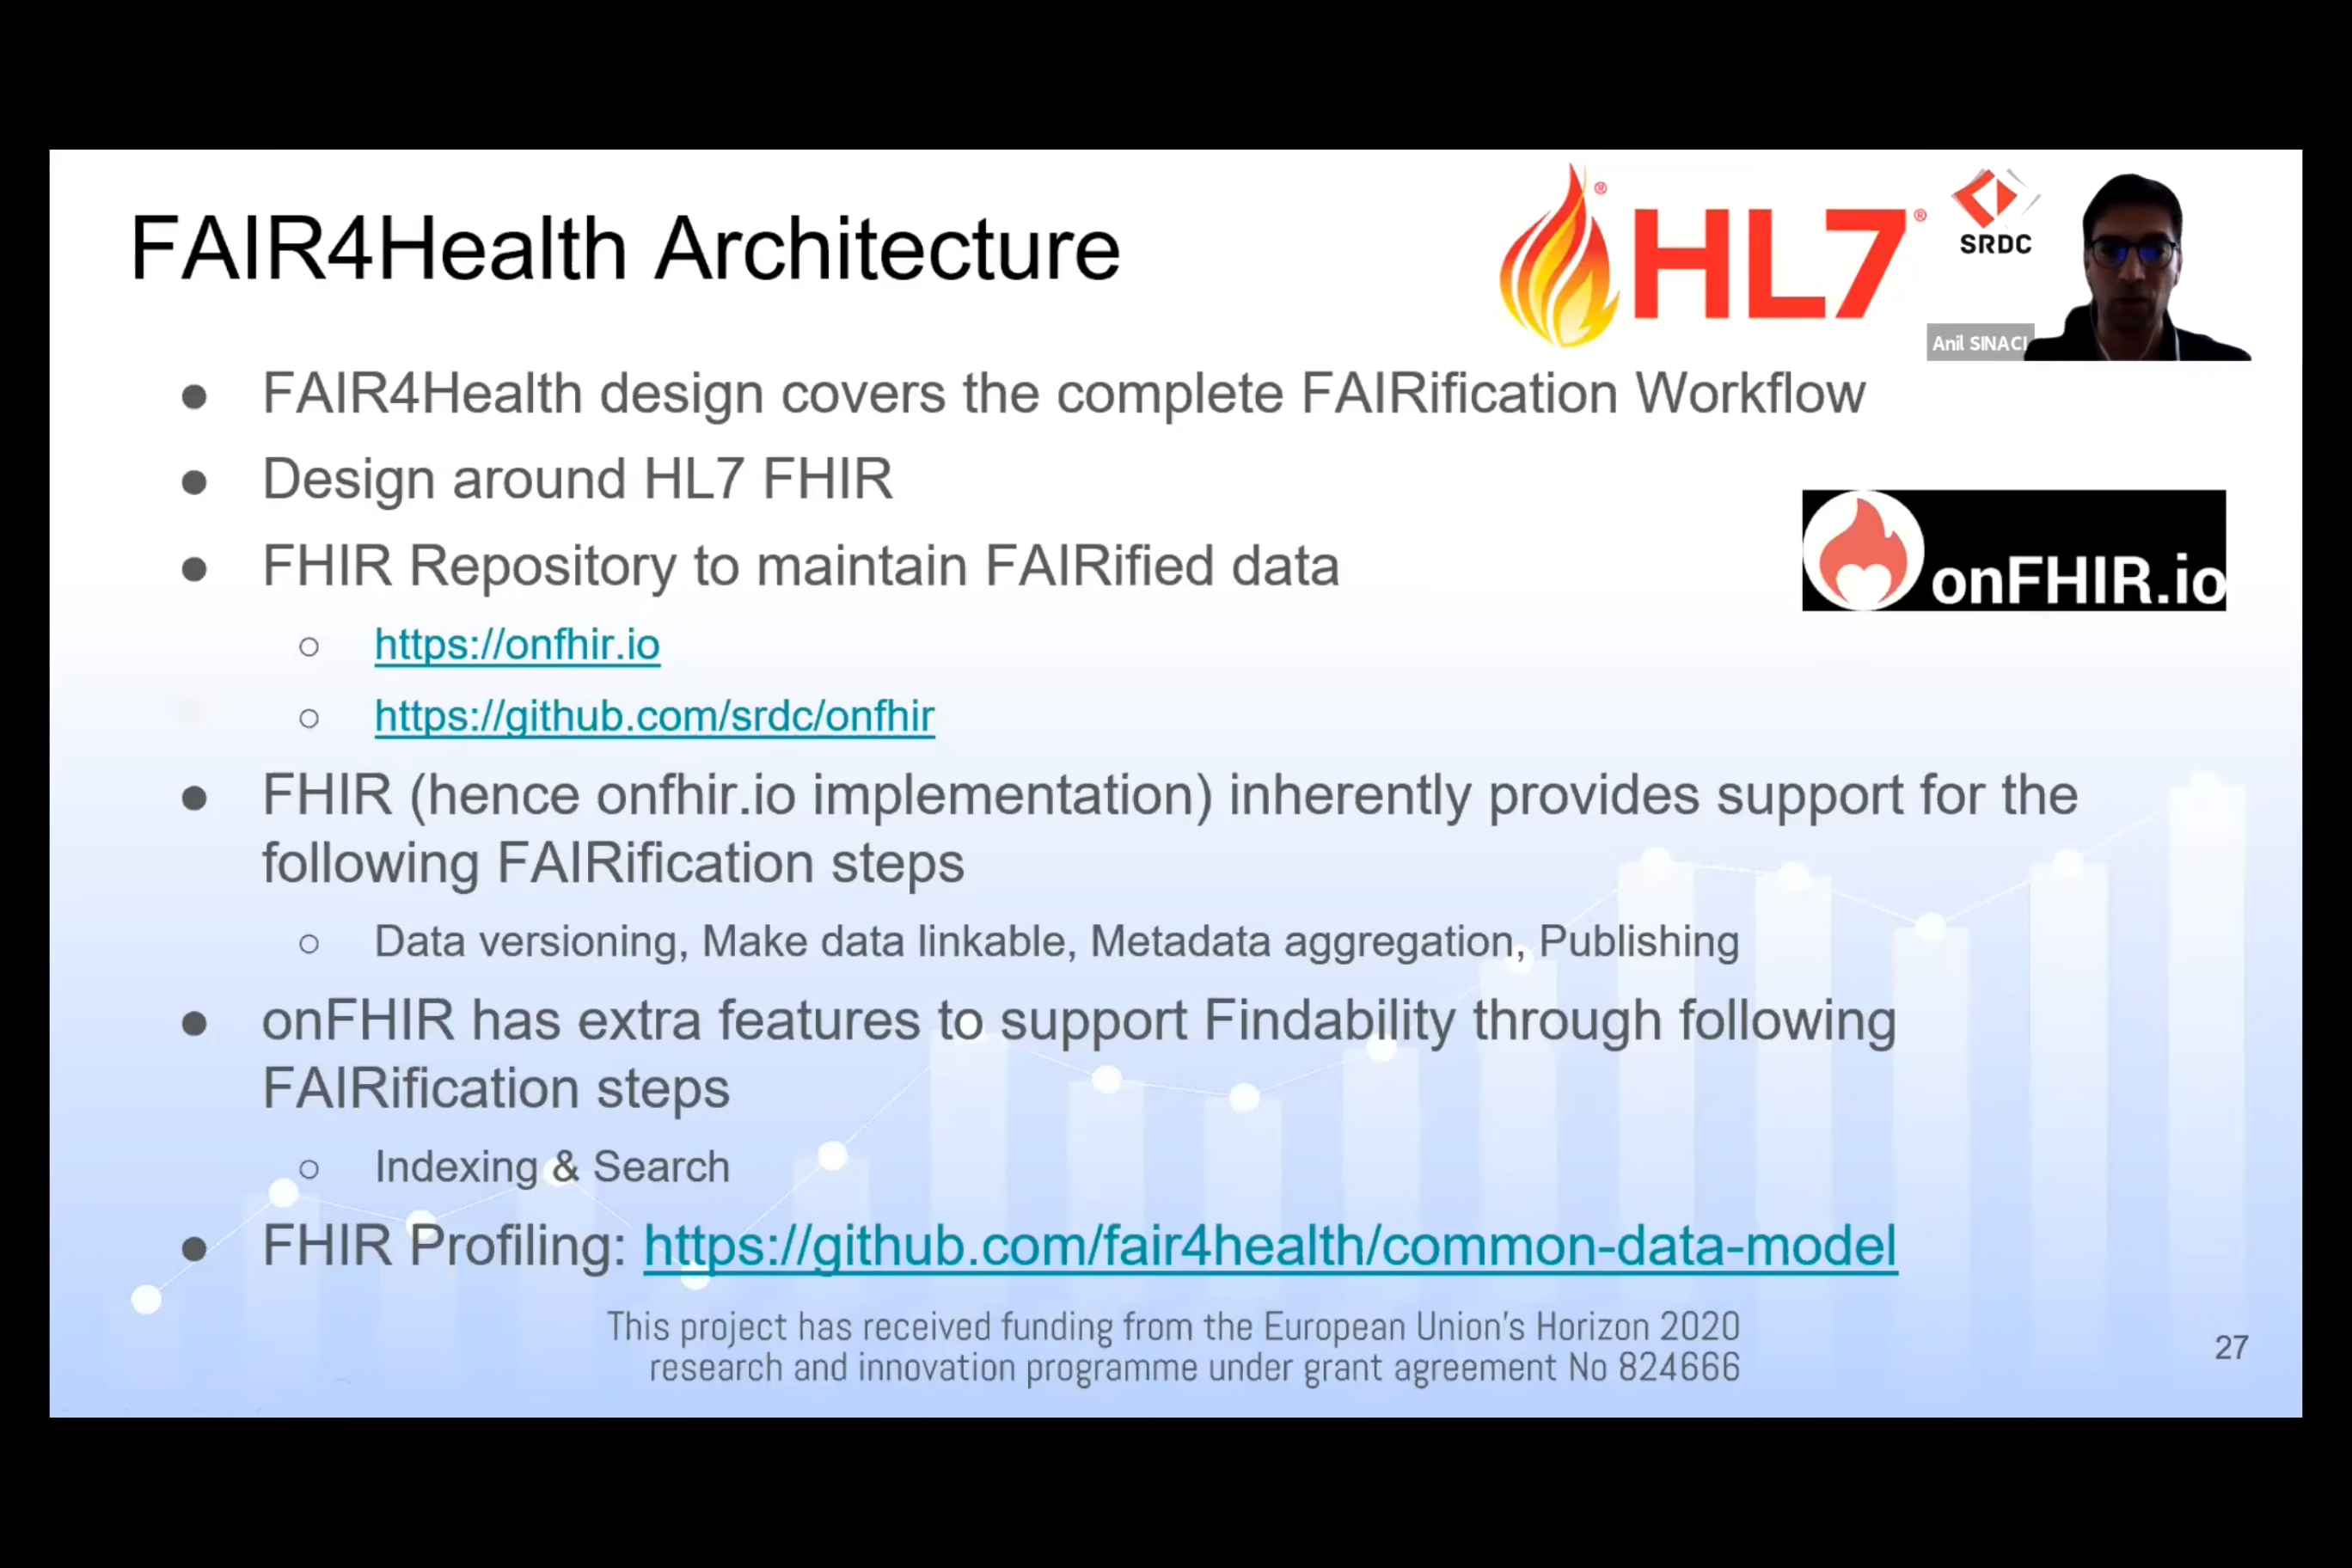 FAIR4Health Architecture
HL7
®
®
SRDC
Anil SINACI
● FAIR4Health design covers the complete FAIRification Workflow
● Design around HL7 FHIR
● FHIR Repository to maintain FAIRified data
onFHIR.io
○ https://onfhir.io
○ https://github.com/srdc/onfhir
● FHIR (hence onfhir.io implementation) inherently provides support for the
following FAIRification steps
○ Data versioning, Make data linkable, Metadata aggregation, Publishing
● onFHIR has extra features to support Findability through following
FAIRification steps
○ Indexing & Search
● FHIR Profiling: https://github.com/fair4health/common-data-model
This project has received funding from the European Union's Horizon 2020
research and innovation programme under grant agreement No 824666
27